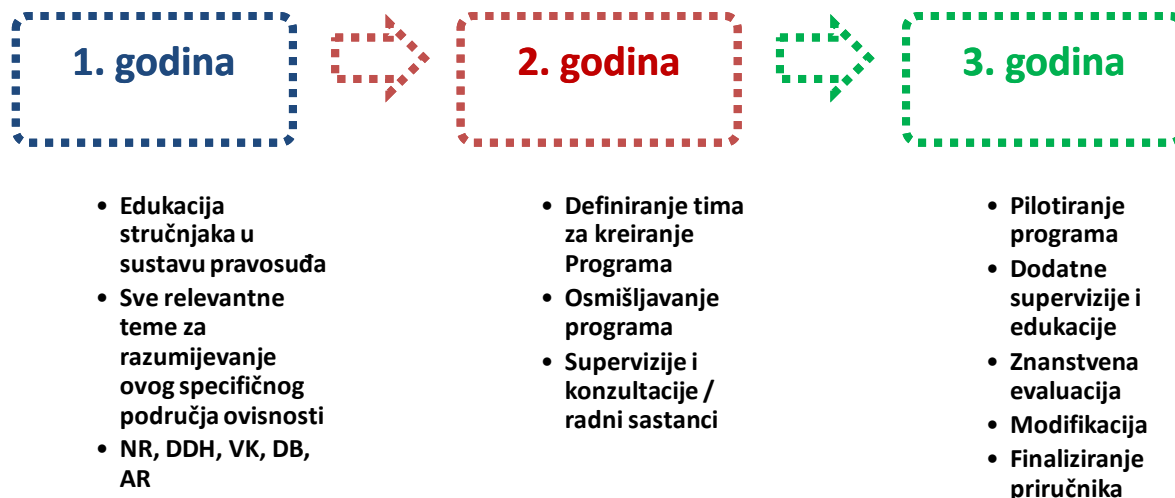 1. godina
2. godina
3. godina
• Edukacija
stručnjaka u
sustavu pravosuđa
• Sve relevantne
teme za
razumijevanje
ovog specifičnog
područja ovisnosti
• NR, DDH, VK, DB,
AR
• Definiranje tima
za kreiranje
Programa
• Osmišljavanje
programa
• Supervizije i
konzultacije /
radni sastanci
• Pilotiranje
programa
• Dodatne
supervizije i
edukacije
• Znanstvena
evaluacija
• Modifikacija
• Finaliziranje
priručnika